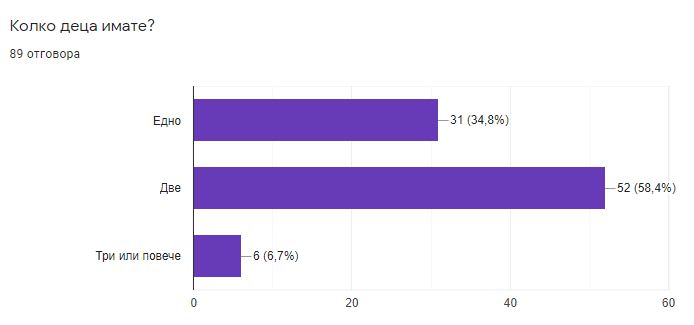 Колко деца имате?
89 отговора
Едно
31 (34,8%)
Две
52 (58,4%)
Три или повече
6 (6,7%)
0
20
40
60